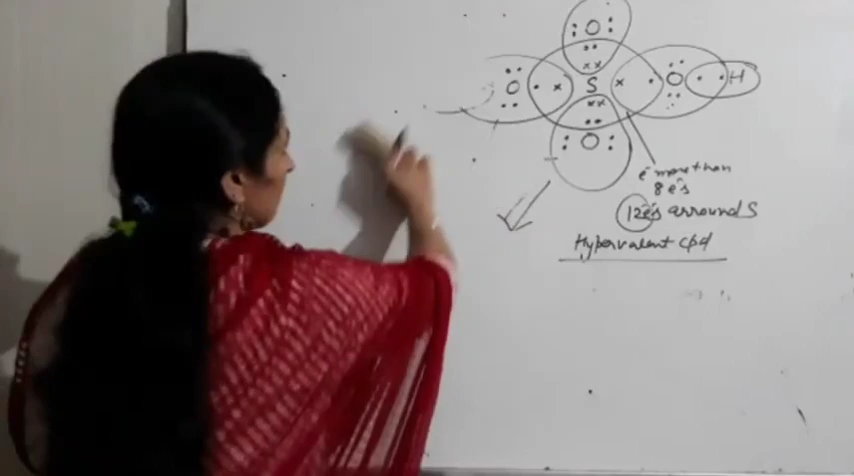 O
O S O H
O
e⁻ more than
8 e⁻s
12e⁻s arround S
Hypervalent cpd